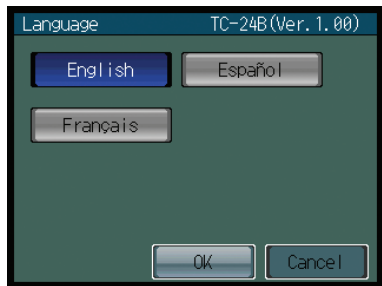 Language TC-24B(Ver.1.00)
English Español
Français
OK Cancel